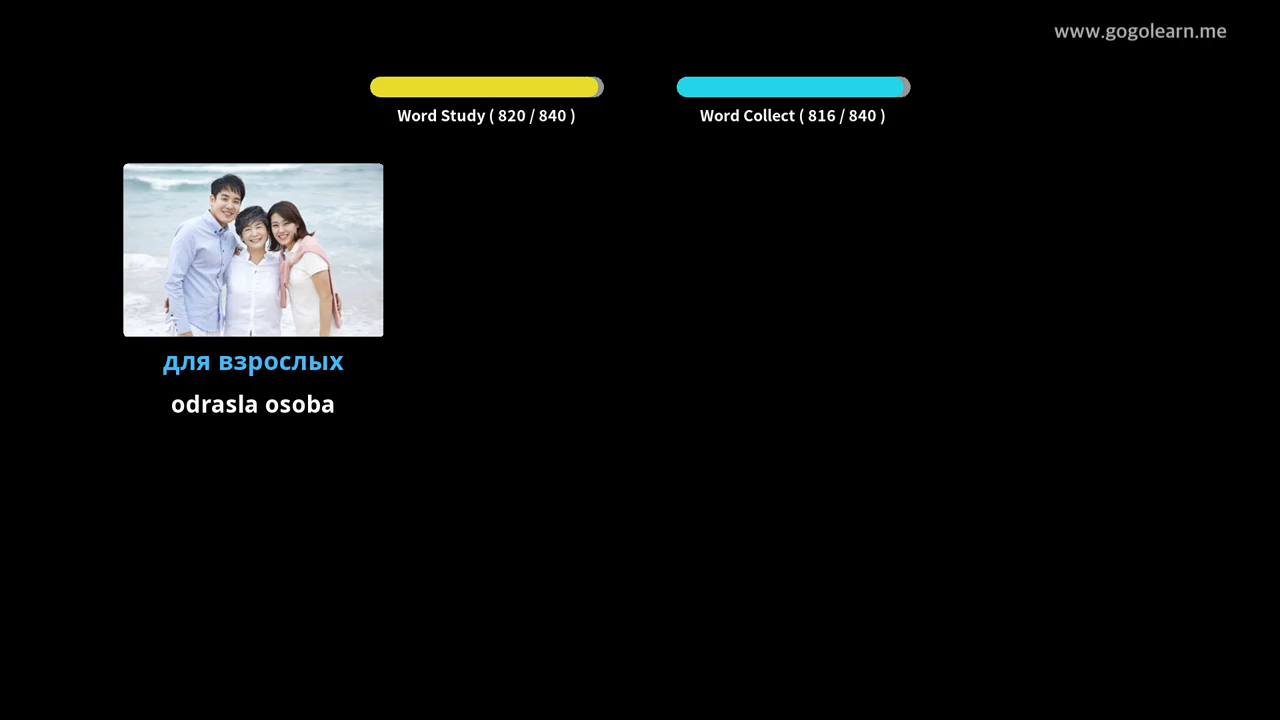 www.gogolearn.me
Word Study ( 820 / 840 )
Word Collect ( 816 / 840 )
для взрослых
odrasla osoba